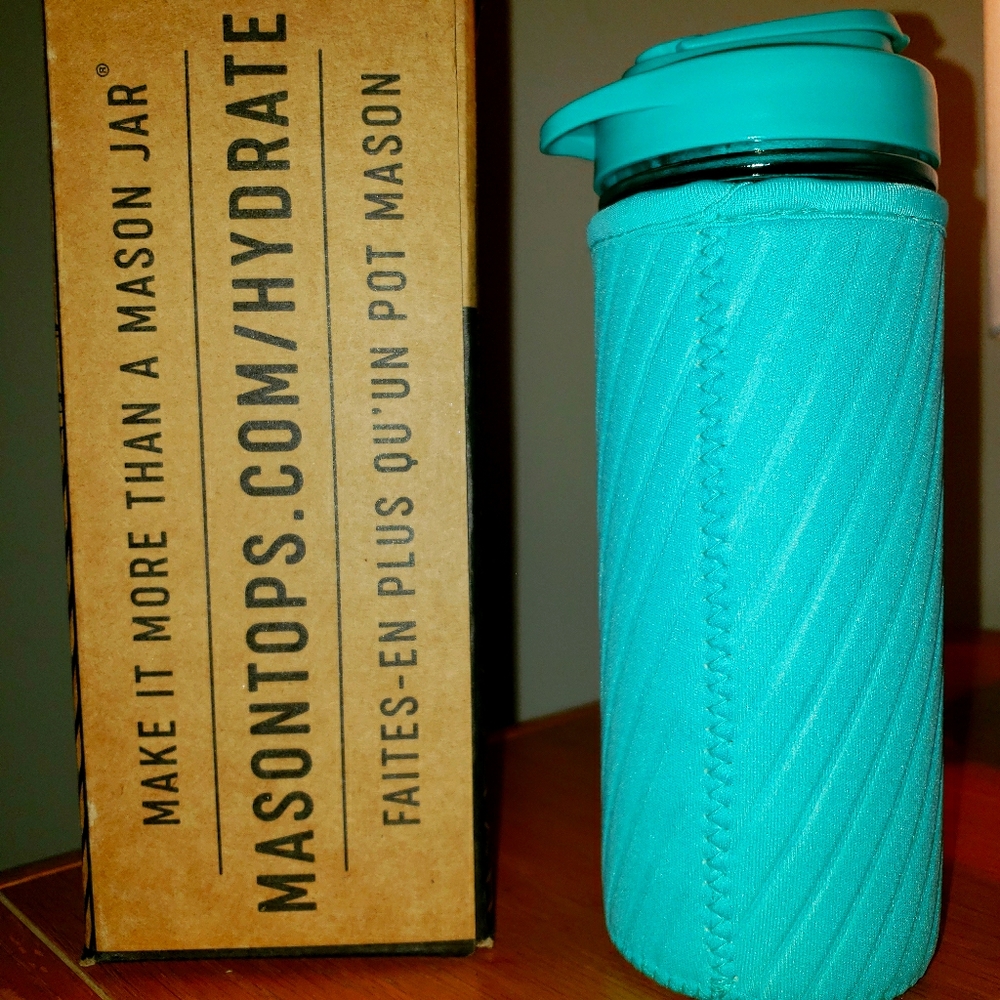 MAKE IT MORE THAN A MASON JAR®
MASONTOPS.COM/HYDRATE
FAITES-EN PLUS QU'UN POT MASON